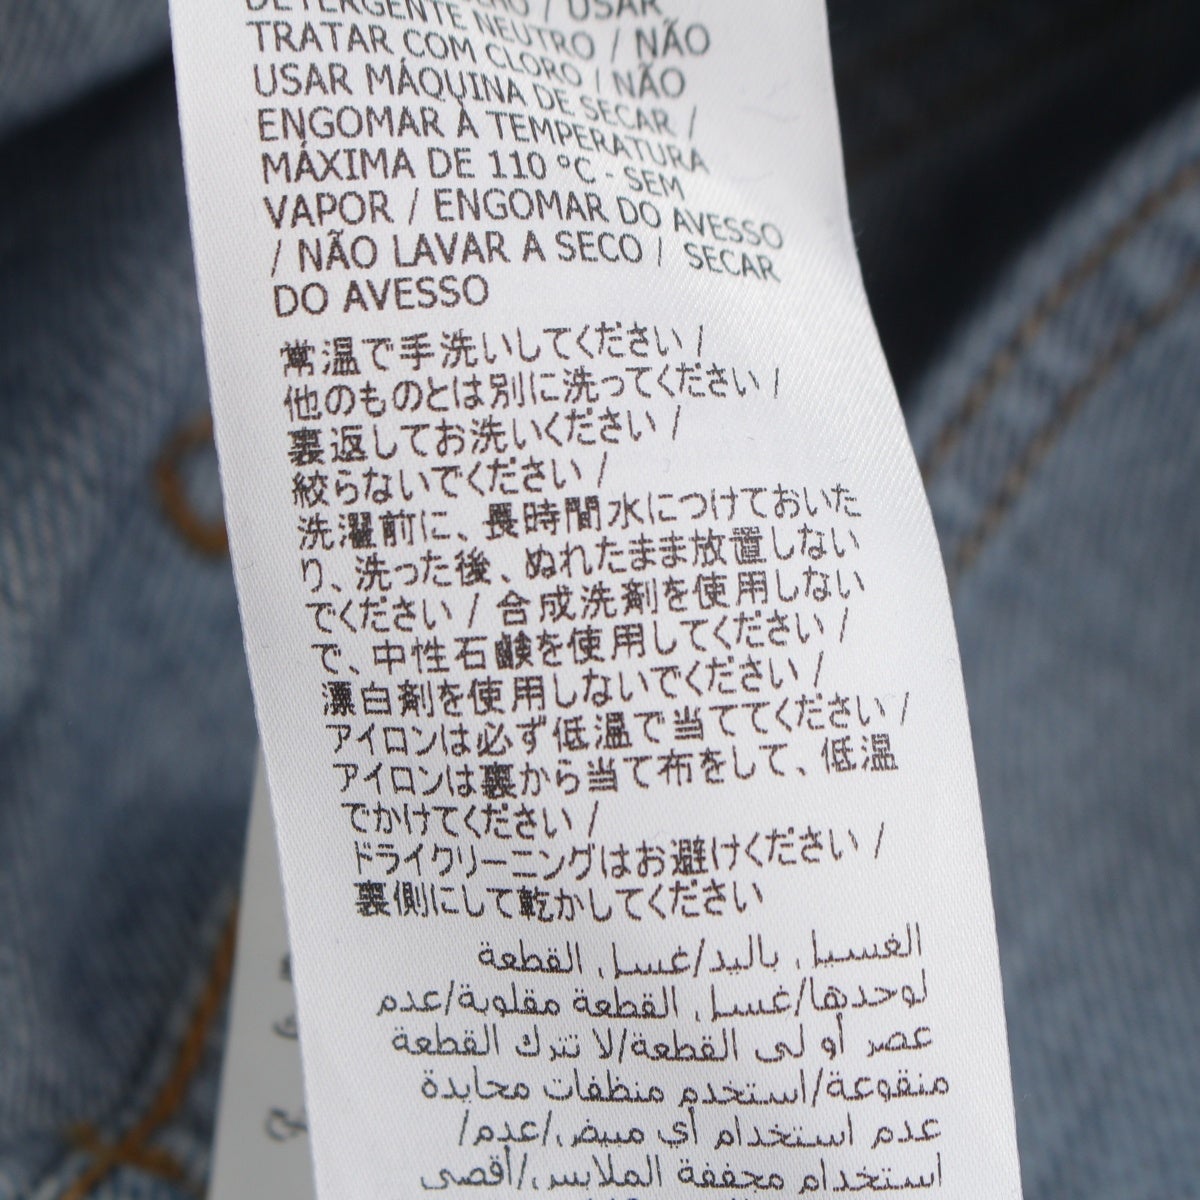 / USAR
DETERGENTE NEUTRO / NÃO
TRATAR COM CLORO / NÃO
USAR MÁQUINA DE SECAR /
ENGOMAR À TEMPERATURA
MÁXIMA DE 110 °C - SEM
VAPOR / ENGOMAR DO AVESSO
/ NÃO LAVAR A SECO / SECAR
DO AVESSO
常温で手洗いしてください /
他のものとは別に洗ってください /
裏返してお洗いください /
絞らないでください /
洗濯前に、長時間水につけておいた
り、洗った後、ぬれたまま放置しない
でください / 合成洗剤を使用しない
で、中性石鹸を使用してください /
漂白剤を使用しないでください /
アイロンは必ず低温で当ててください /
アイロンは裏から当て布をして、低温
でかけてください /
ドライクリーニングはお避けください /
裏側にして乾かしてください
الغسيل باليد/غسل القطعة
لوحدها/غسل القطعة مقلوبة/عدم
عصر أو لي القطعة/لا تترك القطعة
منقوعة/استخدم منظفات محايدة
عدم استخدام أي مبيض/عدم/
استخدام مجففة الملابس/أقصى